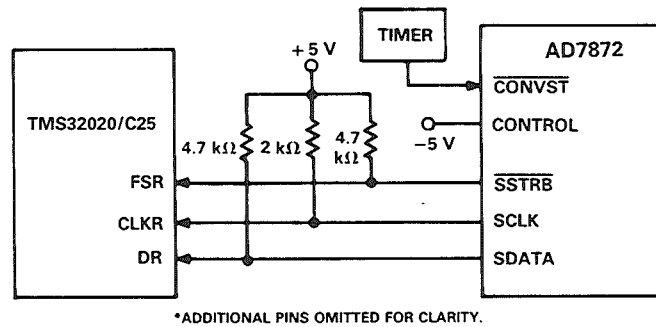 TIMER
+5 V
AD7872
CONVST
TMS32020/C25
4.7 kΩ
2 kΩ
4.7
kΩ
CONTROL
−5 V
FSR
SSTRB
CLKR
SCLK
DR
SDATA
*ADDITIONAL PINS OMITTED FOR CLARITY.